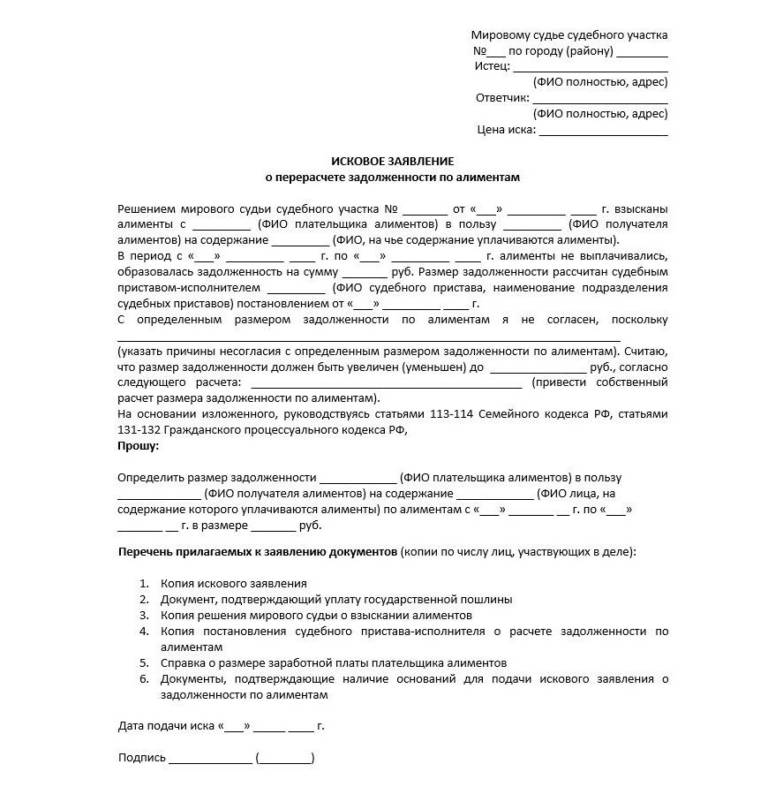 Мировому судье судебного участка
№___ по городу (району) ________
Истец: ________________________
(ФИО полностью, адрес)
Ответчик: _____________________
(ФИО полностью, адрес)
Цена иска: ____________________
ИСКОВОЕ ЗАЯВЛЕНИЕ
о перерасчете задолженности по алиментам
Решением мирового судьи судебного участка № _______ от «___» _________ ____ г. взысканы
алименты с _________ (ФИО плательщика алиментов) в пользу _________ (ФИО получателя
алиментов) на содержание _________ (ФИО, на чье содержание уплачиваются алименты).
В период с «___» _________ ____ г. по «___» _________ ____ г. алименты не выплачивались,
образовалась задолженность на сумму _______ руб. Размер задолженности рассчитан судебным
приставом-исполнителем _________ (ФИО судебного пристава, наименование подразделения
судебных приставов) постановлением от «___» _________ ____ г.
С определенным размером задолженности по алиментам я не согласен, поскольку
______________________________________________________________________________
(указать причины несогласия с определенным размером задолженности по алиментам). Считаю,
что размер задолженности должен быть увеличен (уменьшен) до _______________ руб., согласно
следующего расчета: __________________________________________ (привести собственный
расчет размера задолженности по алиментам).
На основании изложенного, руководствуясь статьями 113-114 Семейного кодекса РФ, статьями
131-132 Гражданского процессуального кодекса РФ,
Прошу:
Определить размер задолженности ____________ (ФИО плательщика алиментов) в пользу
_____________ (ФИО получателя алиментов) на содержание ____________ (ФИО лица, на
содержание которого уплачиваются алименты) по алиментам с «___» _______ __ г. по «___»
_______ __ г. в размере _______ руб.
Перечень прилагаемых к заявлению документов (копии по числу лиц, участвующих в деле):
1. Копия искового заявления
2. Документ, подтверждающий уплату государственной пошлины
3. Копия решения мирового судьи о взыскании алиментов
4. Копия постановления судебного пристава-исполнителя о расчете задолженности по
алиментам
5. Справка о размере заработной платы плательщика алиментов
6. Документы, подтверждающие наличие оснований для подачи искового заявления о
задолженности по алиментам
Дата подачи иска «___» _____ ____ г.
Подпись _____________ (________)